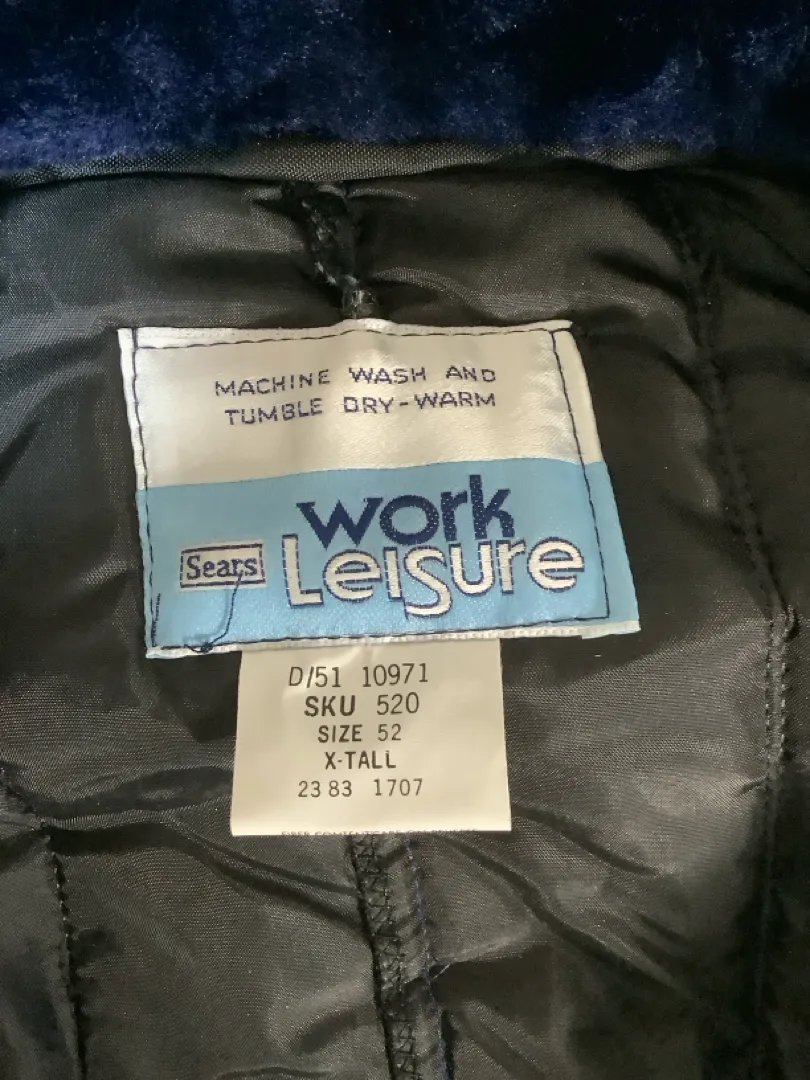 MACHINE WASH AND
TUMBLE DRY-WARM
work
Sears LeiSure
D/51 10971
SKU 520
SIZE 52
X-TALL
23 83 1707